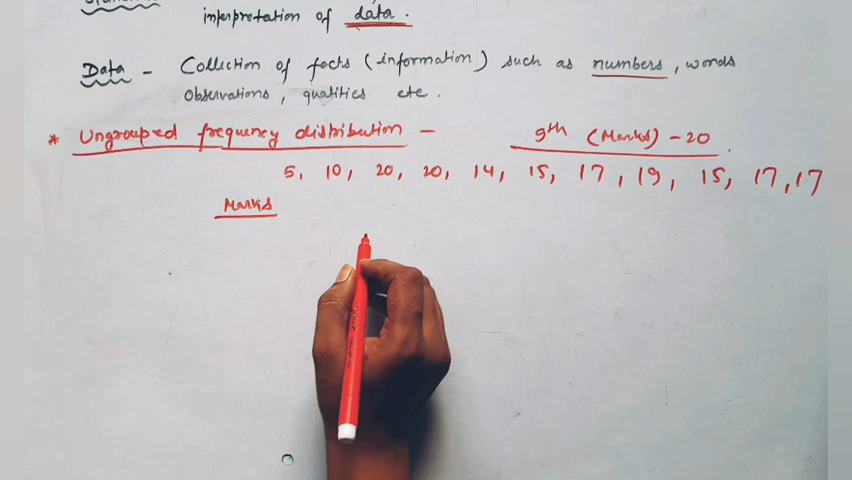 interpretation of data.
Data - Collection of facts (information) such as numbers, words
observations, qualities etc.
* Ungrouped frequency distribution -
9th (Marks) - 20
5, 10, 20, 20, 14, 15, 17, 19, 15, 17, 17
Marks